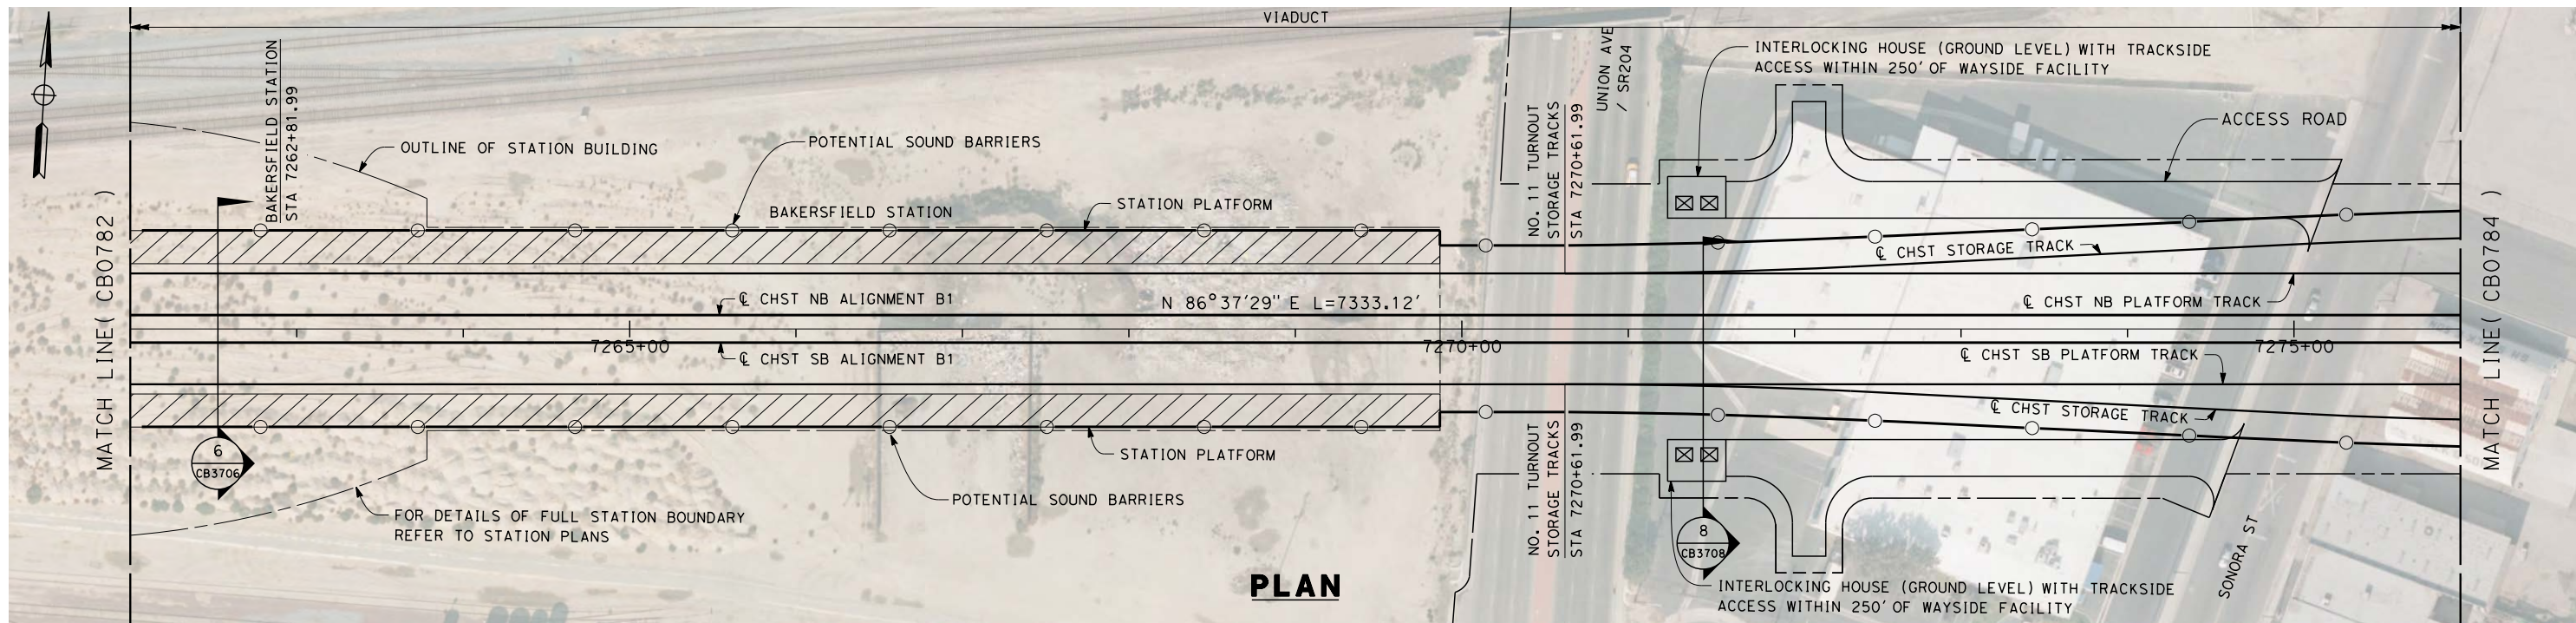 VIADUCT
BAKERSFIELD STATION
STA 7262+81.99
OUTLINE OF STATION BUILDING
POTENTIAL SOUND BARRIERS
BAKERSFIELD STATION
STATION PLATFORM
NO. 11 TURNOUT
STORAGE TRACKS
STA 7270+61.99
UNION AVE
/ SR204
INTERLOCKING HOUSE (GROUND LEVEL) WITH TRACKSIDE
ACCESS WITHIN 250' OF WAYSIDE FACILITY
ACCESS ROAD
MATCH LINE( CB0782 )
℄ CHST NB ALIGNMENT B1
N 86°37'29" E L=7333.12'
℄ CHST STORAGE TRACK
℄ CHST NB PLATFORM TRACK
MATCH LINE( CB0784 )
7265+00
7270+00
7275+00
℄ CHST SB ALIGNMENT B1
℄ CHST SB PLATFORM TRACK
℄ CHST STORAGE TRACK
6
CB3706
STATION PLATFORM
POTENTIAL SOUND BARRIERS
FOR DETAILS OF FULL STATION BOUNDARY
REFER TO STATION PLANS
NO. 11 TURNOUT
STORAGE TRACKS
STA 7270+61.99
8
CB3708
SONORA ST
INTERLOCKING HOUSE (GROUND LEVEL) WITH TRACKSIDE
ACCESS WITHIN 250' OF WAYSIDE FACILITY
PLAN